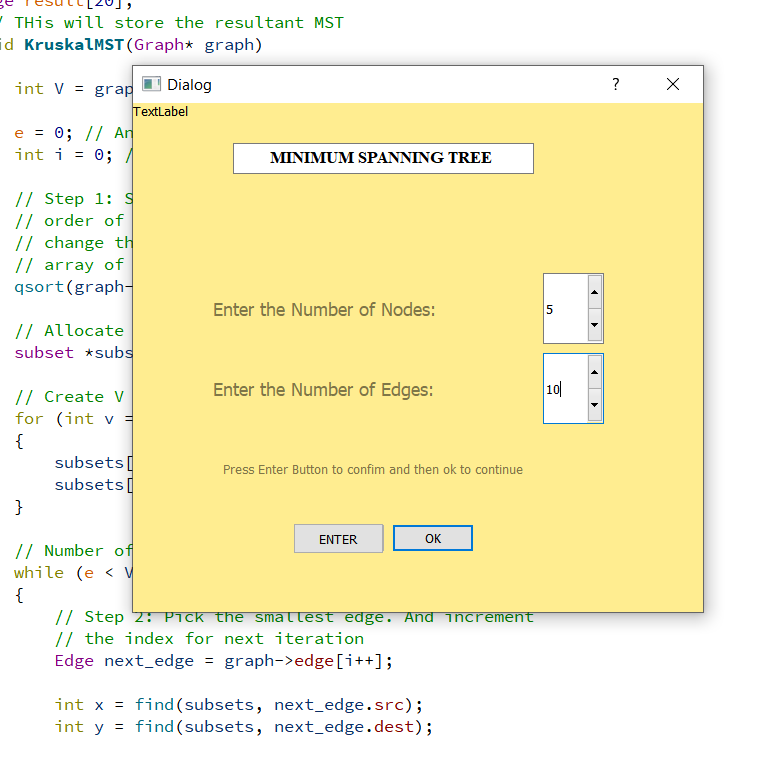 ge result[20];
/ THis will store the resultant MST
id KruskalMST(Graph* graph)
int V = grap
e = 0; // An
int i = 0; /
// Step 1: S
// order of
// change th
// array of
qsort(graph-
// Allocate
subset *subs
// Create V
for (int v =
{
subsets[
subsets[
}
// Number of
while (e < V
{
// Step 2: Pick the smallest edge. And increment
// the index for next iteration
Edge next_edge = graph->edge[i++];
int x = find(subsets, next_edge.src);
int y = find(subsets, next_edge.dest);
Dialog ?
TextLabel
MINIMUM SPANNING TREE
Enter the Number of Nodes: 5
Enter the Number of Edges: 10
Press Enter Button to confim and then ok to continue
ENTER OK